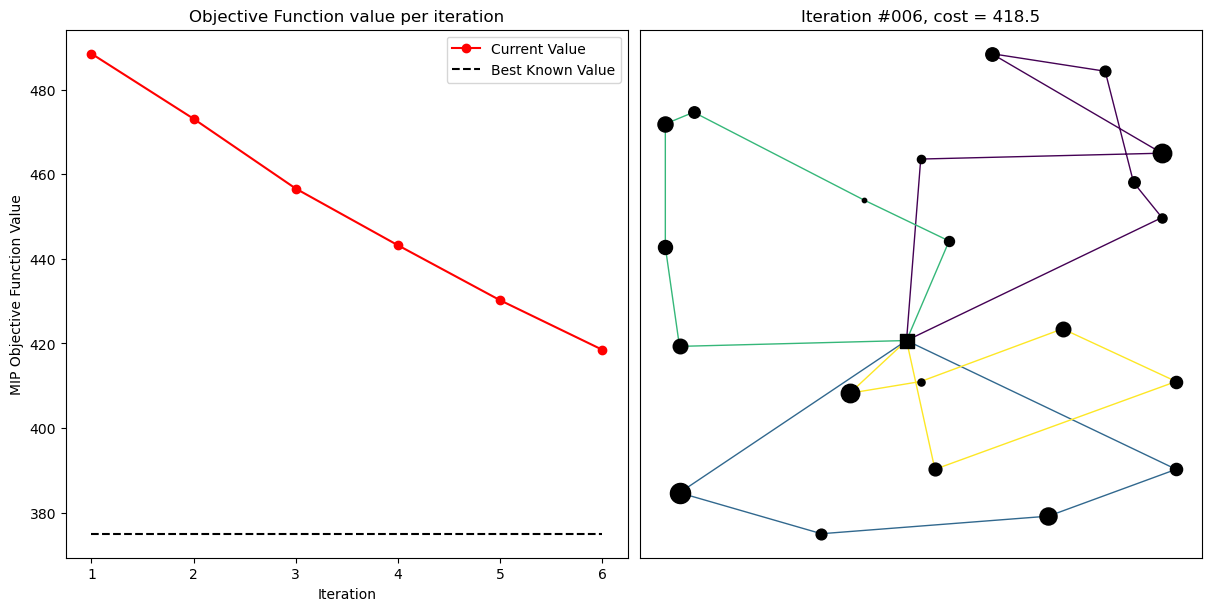 Objective Function value per iteration
Current Value
Best Known Value
MIP Objective Function Value
480
460
440
420
400
380
1 2 3 4 5 6
Iteration
Iteration #006, cost = 418.5